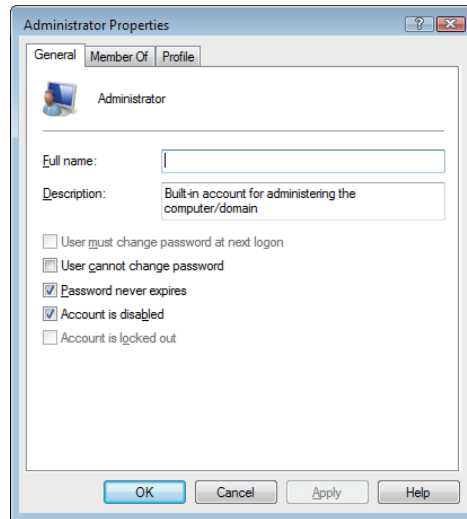 Administrator Properties
General Member Of Profile
Administrator
Full name:
Description: Built-in account for administering the
computer/domain
User must change password at next logon
User cannot change password
Password never expires
Account is disabled
Account is locked out
OK Cancel Apply Help